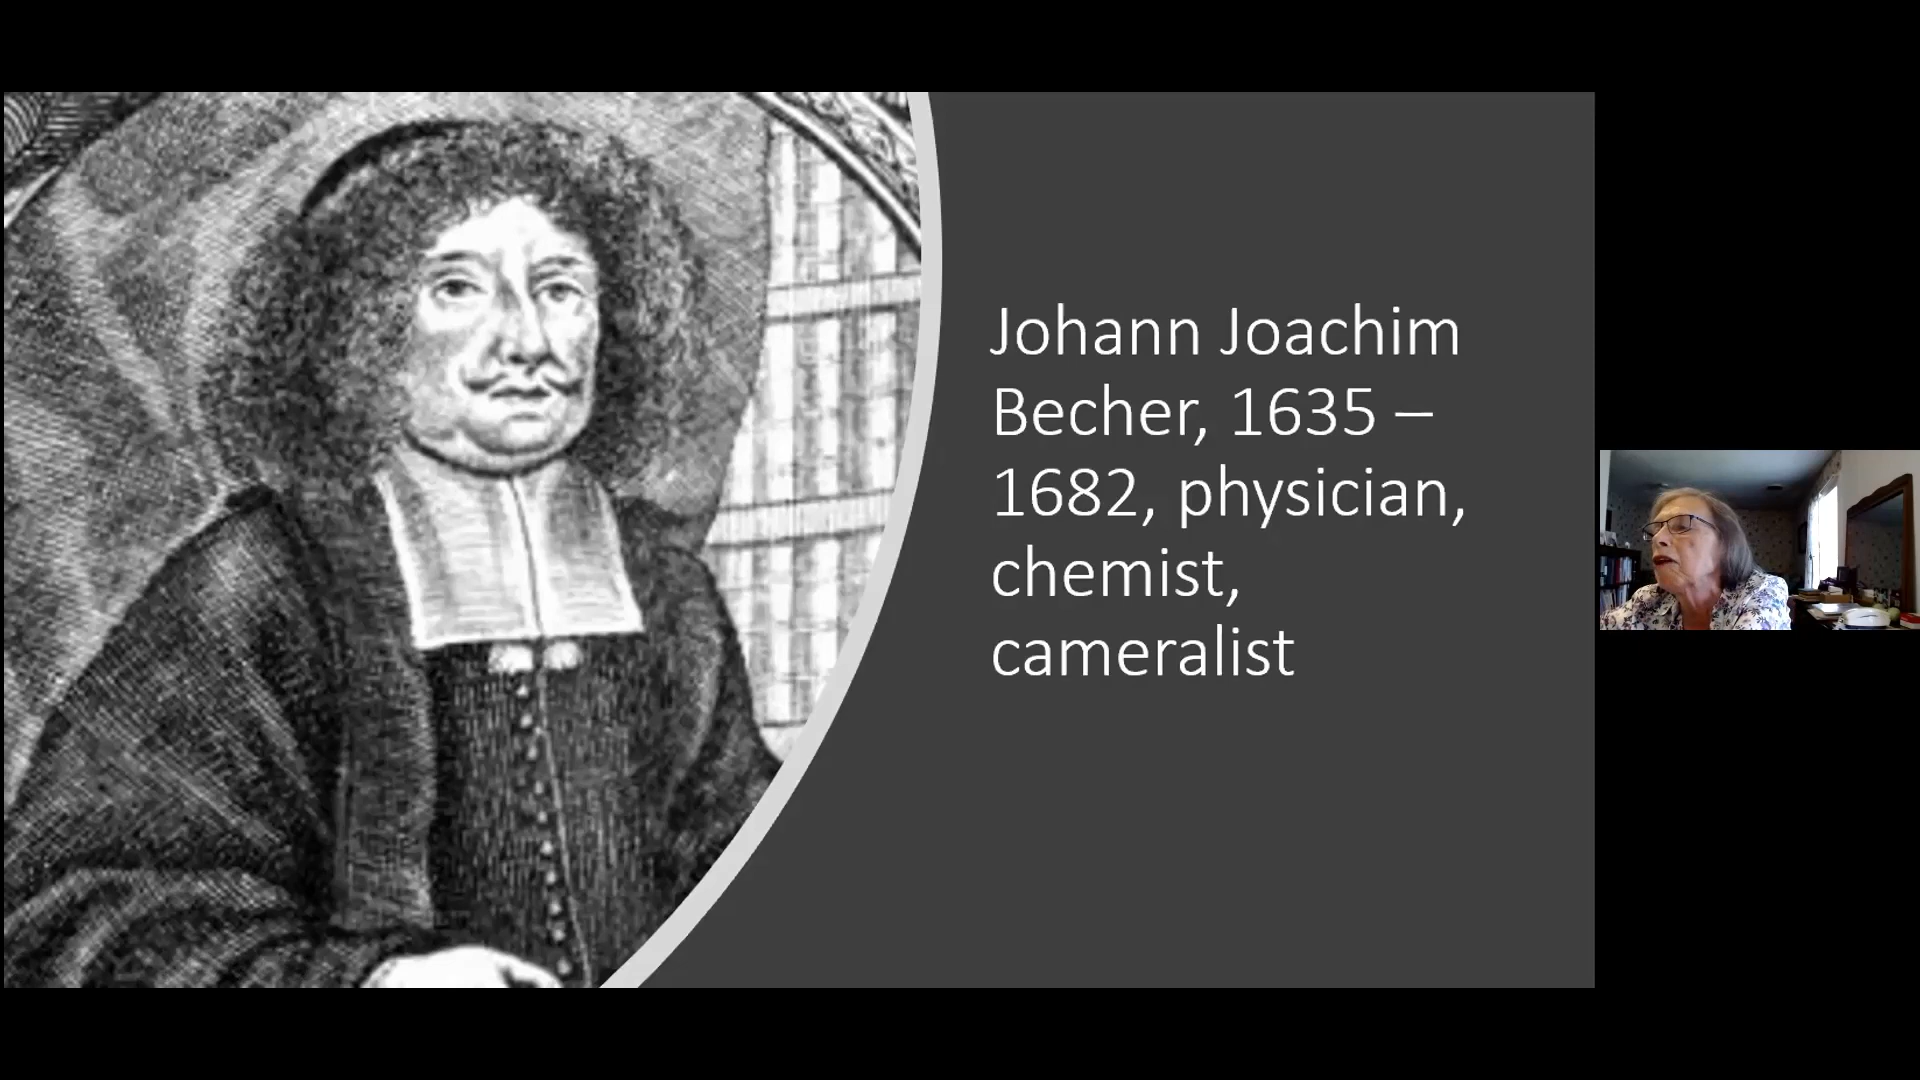 Johann Joachim
Becher, 1635 –
1682, physician,
chemist,
cameralist